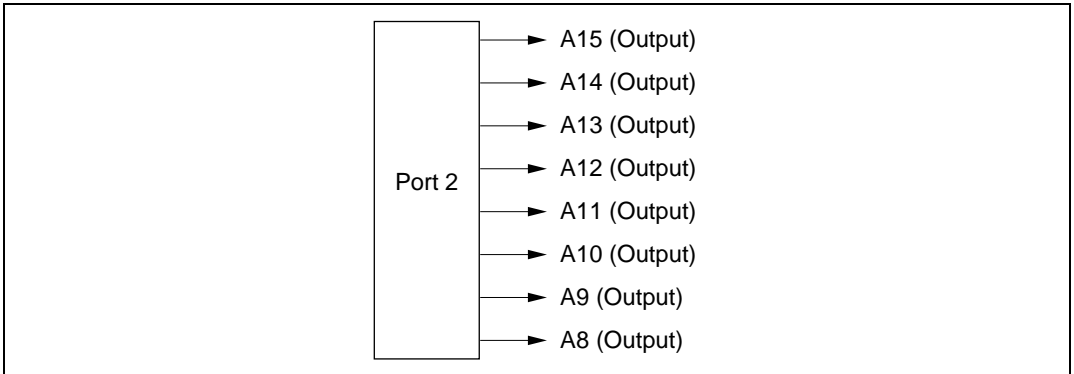 Port 2
A15 (Output)
A14 (Output)
A13 (Output)
A12 (Output)
A11 (Output)
A10 (Output)
A9 (Output)
A8 (Output)